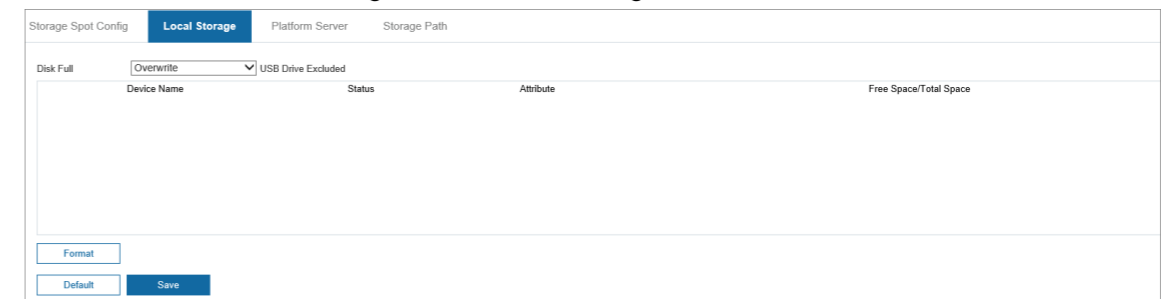 Storage Spot Config Local Storage Platform Server Storage Path
Disk Full Overwrite USB Drive Excluded
Device Name Status Attribute Free Space/Total Space
Format
Default Save